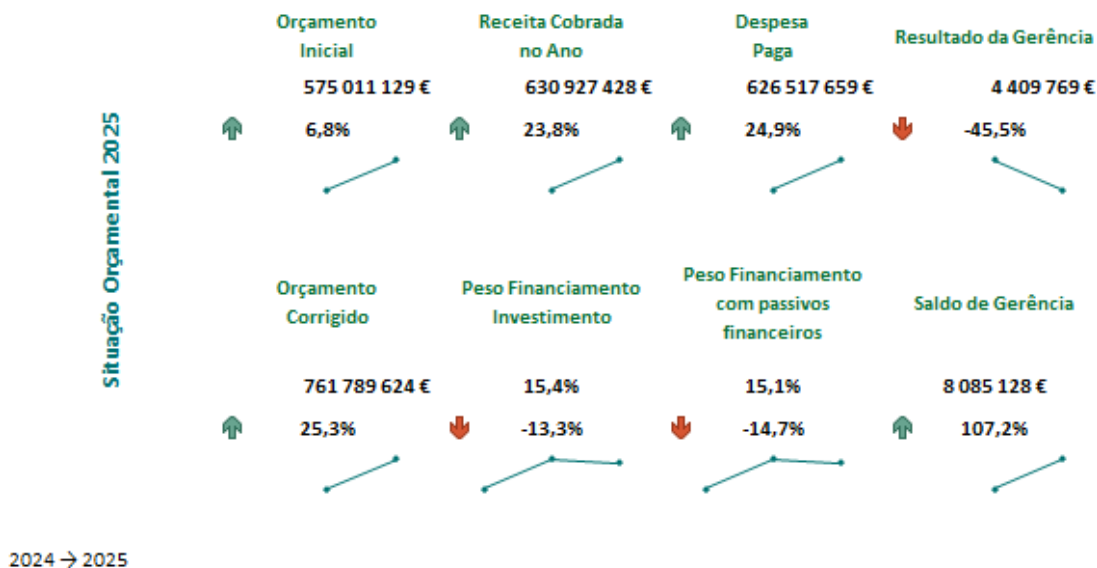 Situação Orçamental 2025
Orçamento
Inicial
575 011 129 €
6,8%
Receita Cobrada
no Ano
630 927 428 €
23,8%
Despesa
Paga
626 517 659 €
24,9%
Resultado da Gerência
4 409 769 €
-45,5%
Orçamento
Corrigido
761 789 624 €
25,3%
Peso Financiamento
Investimento
15,4%
-13,3%
Peso Financiamento
com passivos
financeiros
15,1%
-14,7%
Saldo de Gerência
8 085 128 €
107,2%
2024 → 2025